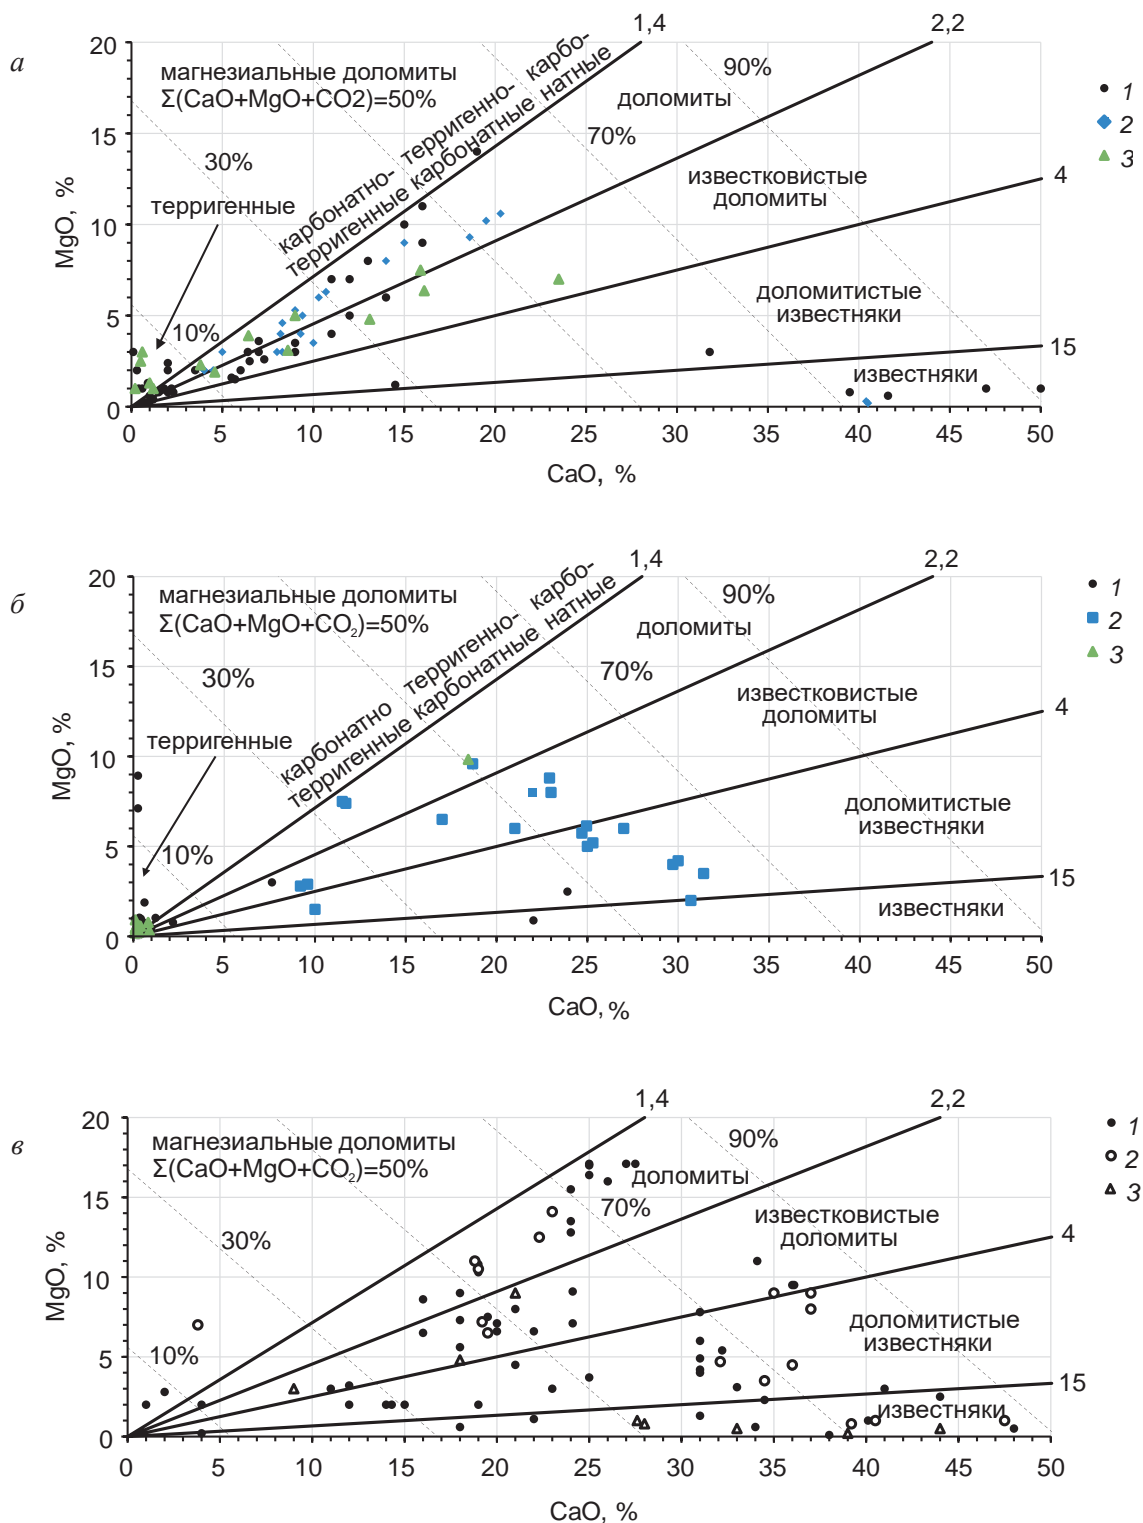 а
1,4
2,2
20
магнезиальные доломиты
Σ(CaO+MgO+CO2)=50%
карбонатно- терригенно- карбо-
терригенные карбонатные натные
90%
доломиты
70%
1
2
3
15
30%
терригенные
известковистые
доломиты
4
MgO, %
10
доломитистые
известняки
5
10%
15
известняки
0
0
5
10
15
20
25
30
35
40
45
50
CaO, %
б
1,4
2,2
20
магнезиальные доломиты
Σ(CaO+MgO+CO₂)=50%
карбонатно терригенно- карбо-
терригенные карбонатные натные
90%
доломиты
70%
1
2
3
15
30%
терригенные
известковистые
доломиты
4
MgO, %
10
доломитистые
известняки
5
10%
15
известняки
0
0
5
10
15
20
25
30
35
40
45
50
CaO, %
в
1,4
2,2
20
магнезиальные доломиты
Σ(CaO+MgO+CO₂)=50%
90%
доломиты
70%
1
2
3
15
30%
известковистые
доломиты
4
MgO, %
10
доломитистые
известняки
5
10%
15
известняки
0
0
5
10
15
20
25
30
35
40
45
50
CaO, %